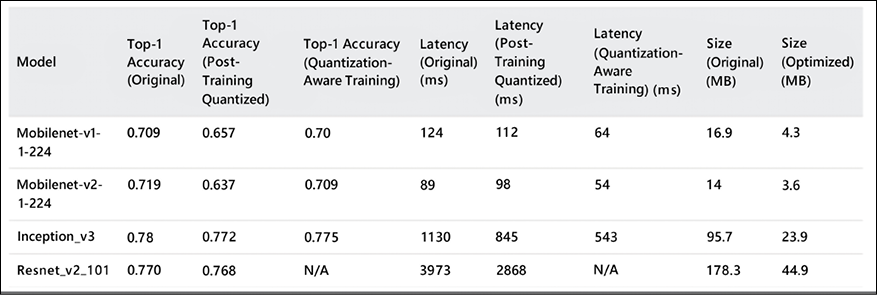 Model Top-1 Accuracy (Original) Top-1 Accuracy (Post-Training Quantized) Top-1 Accuracy (Quantization-Aware Training) Latency (Original) (ms) Latency (Post-Training Quantized) (ms) Latency (Quantization-Aware Training) (ms) Size (Original) (MB) Size (Optimized) (MB)
Mobilenet-v1-1-224 0.709 0.657 0.70 124 112 64 16.9 4.3
Mobilenet-v2-1-224 0.719 0.637 0.709 89 98 54 14 3.6
Inception_v3 0.78 0.772 0.775 1130 845 543 95.7 23.9
Resnet_v2_101 0.770 0.768 N/A 3973 2868 N/A 178.3 44.9